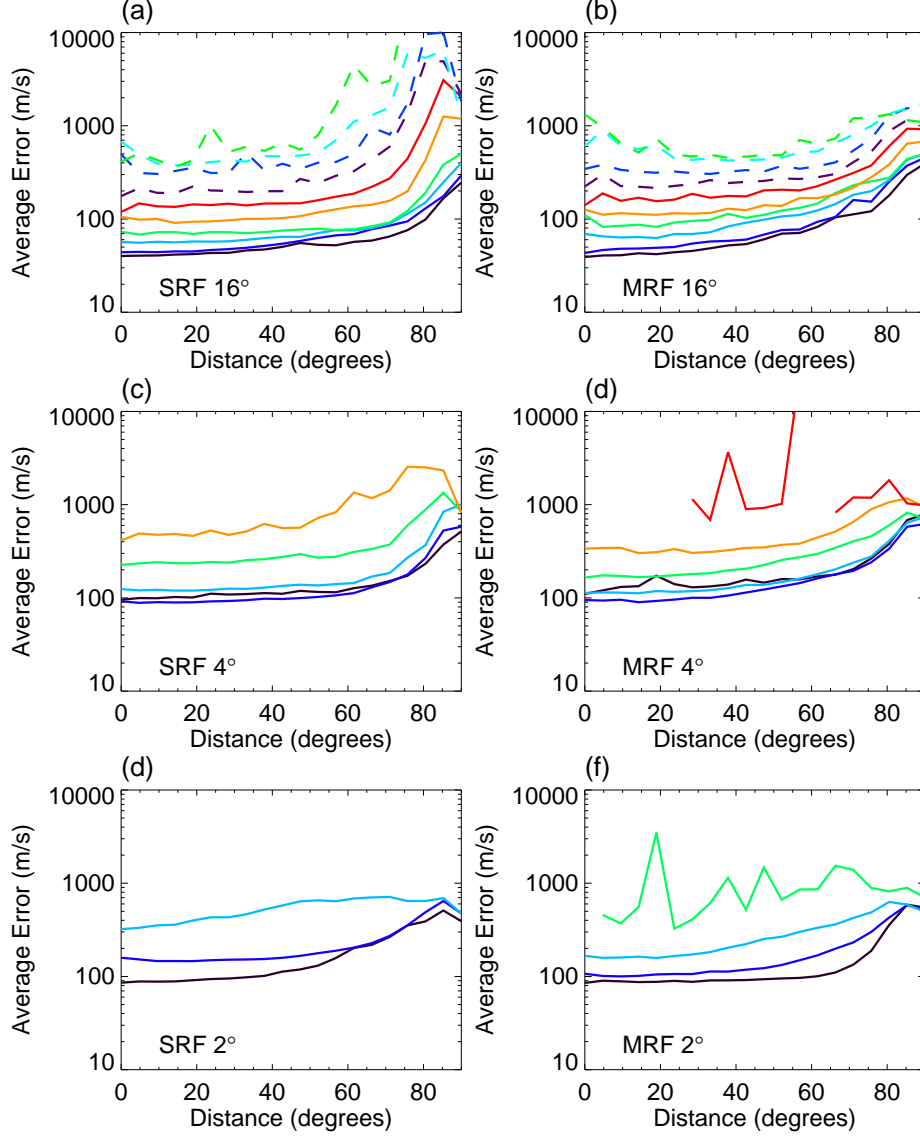 (a)
10000
1000
100
10
Average Error (m/s)
SRF 16°
0 20 40 60 80
Distance (degrees)
(b)
10000
1000
100
10
Average Error (m/s)
MRF 16°
0 20 40 60 80
Distance (degrees)
(c)
10000
1000
100
10
Average Error (m/s)
SRF 4°
0 20 40 60 80
Distance (degrees)
(d)
10000
1000
100
10
Average Error (m/s)
MRF 4°
0 20 40 60 80
Distance (degrees)
(d)
10000
1000
100
10
Average Error (m/s)
SRF 2°
0 20 40 60 80
Distance (degrees)
(f)
10000
1000
100
10
Average Error (m/s)
MRF 2°
0 20 40 60 80
Distance (degrees)